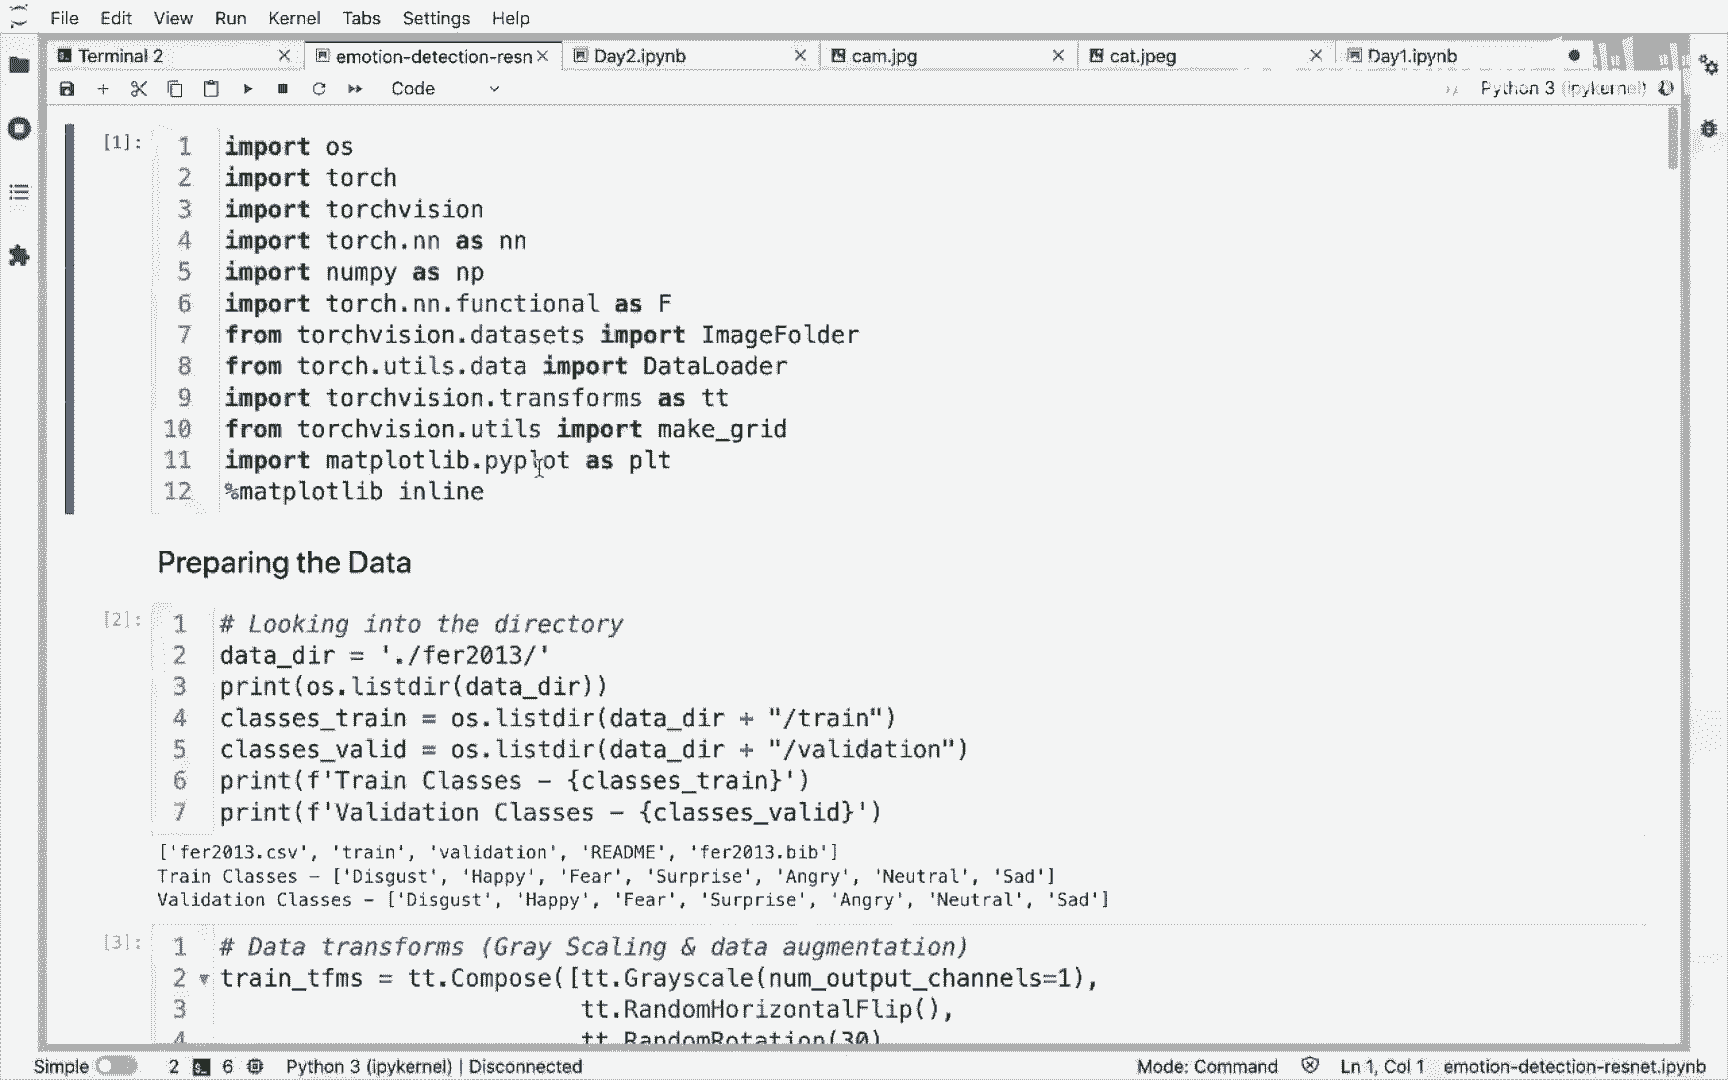 File Edit View Run Kernel Tabs Settings Help
Terminal 2 emotion-detection-resn Day2.ipynb cam.jpg cat.jpeg Day1.ipynb
Code Python 3 (ipykernel)
[1]:
1 import os
2 import torch
3 import torchvision
4 import torch.nn as nn
5 import numpy as np
6 import torch.nn.functional as F
7 from torchvision.datasets import ImageFolder
8 from torch.utils.data import DataLoader
9 import torchvision.transforms as tt
10 from torchvision.utils import make_grid
11 import matplotlib.pyplot as plt
12 %matplotlib inline
Preparing the Data
[2]:
1 # Looking into the directory
2 data_dir = './fer2013/'
3 print(os.listdir(data_dir))
4 classes_train = os.listdir(data_dir + "/train")
5 classes_valid = os.listdir(data_dir + "/validation")
6 print(f'Train Classes - {classes_train}')
7 print(f'Validation Classes - {classes_valid}')
['fer2013.csv', 'train', 'validation', 'README', 'fer2013.bib']
Train Classes - ['Disgust', 'Happy', 'Fear', 'Surprise', 'Angry', 'Neutral', 'Sad']
Validation Classes - ['Disgust', 'Happy', 'Fear', 'Surprise', 'Angry', 'Neutral', 'Sad']
[3]:
1 # Data transforms (Gray Scaling & data augmentation)
2 train_tfms = tt.Compose([tt.Grayscale(num_output_channels=1),
3 tt.RandomHorizontalFlip(),
4 tt.RandomRotation(30)
Simple 2 6 Python 3 (ipykernel) | Disconnected Mode: Command Ln 1, Col 1 emotion-detection-resnet.ipynb